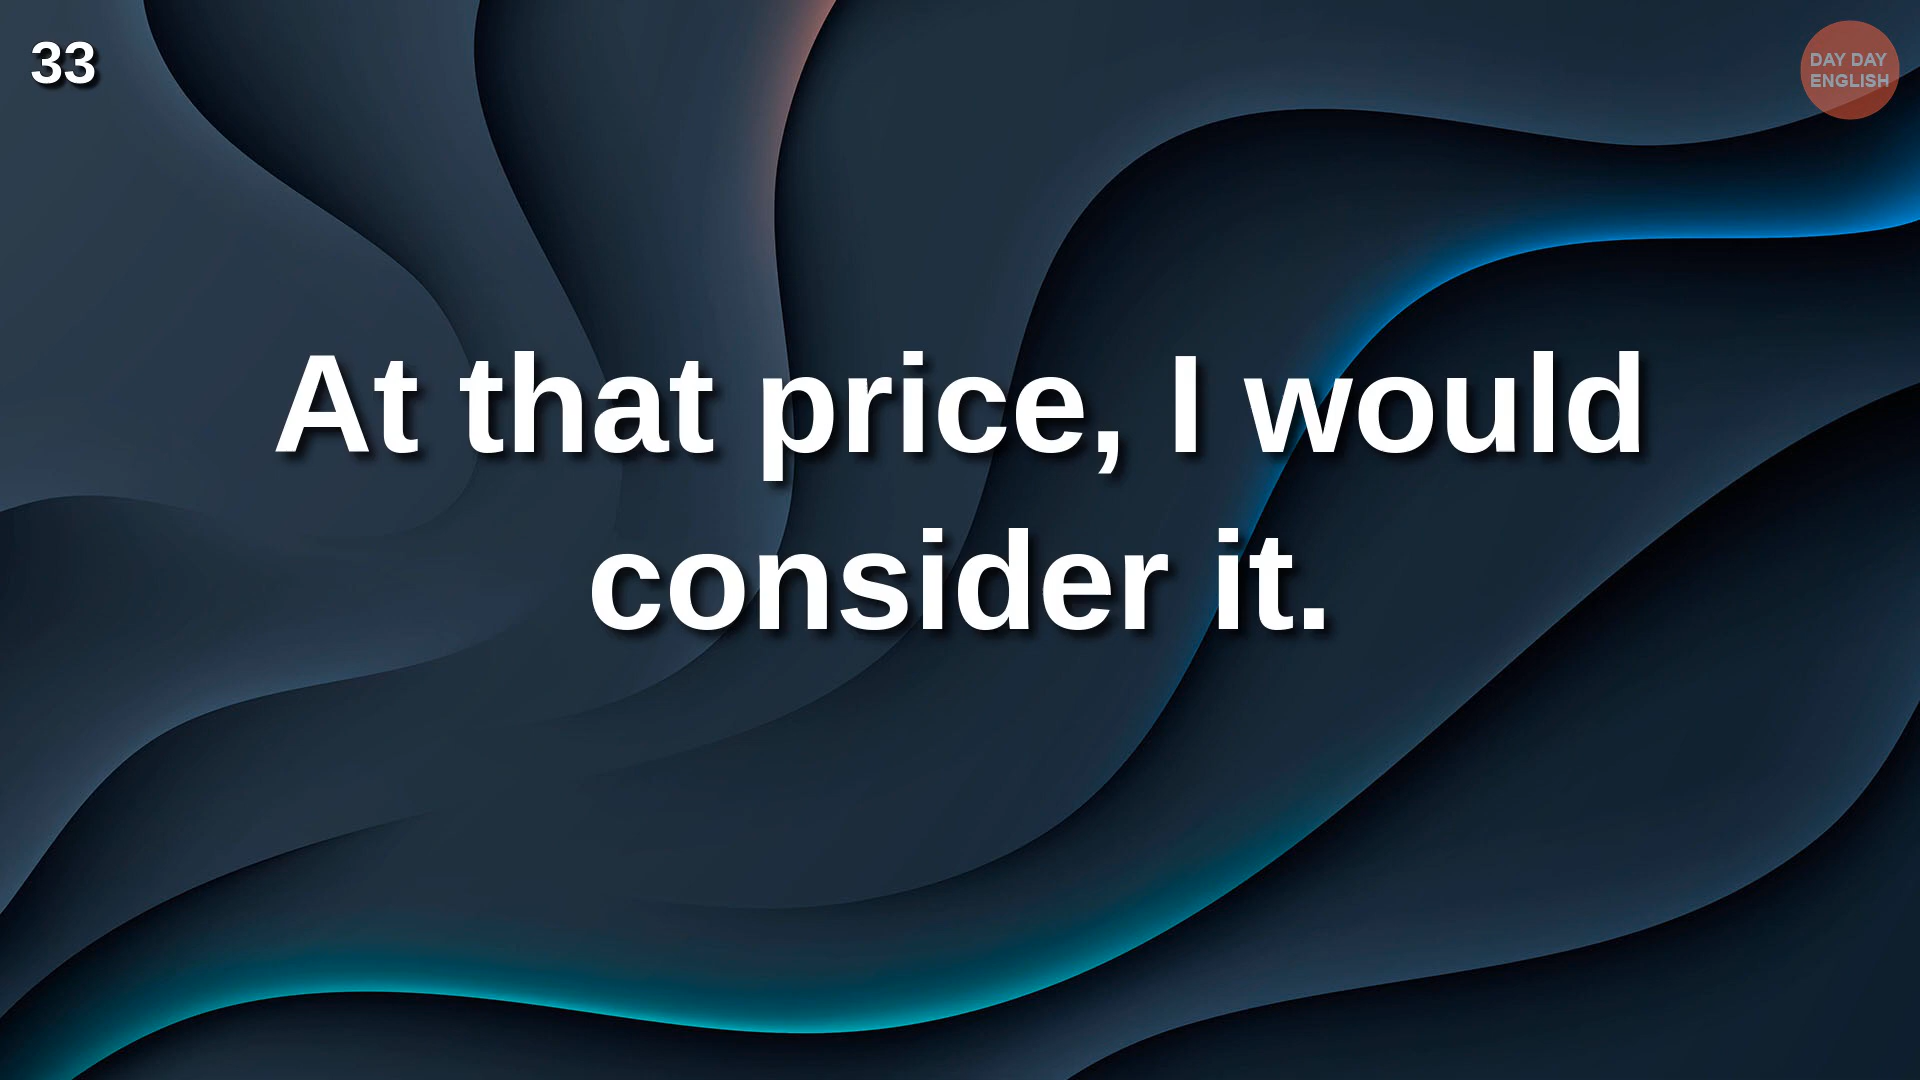 33
DAY DAY
ENGLISH
At that price, I would
consider it.